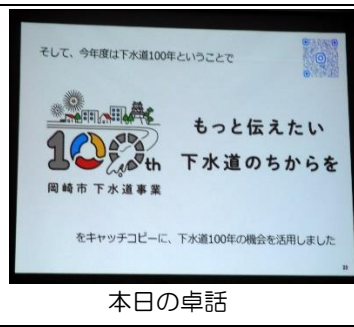 そして、今年度は下水道100年ということで
100th
もっと伝えたい
下水道のちからを
岡崎市下水道事業
をキャッチコピーに、下水道100年の機会を活用しました
本日の卓話